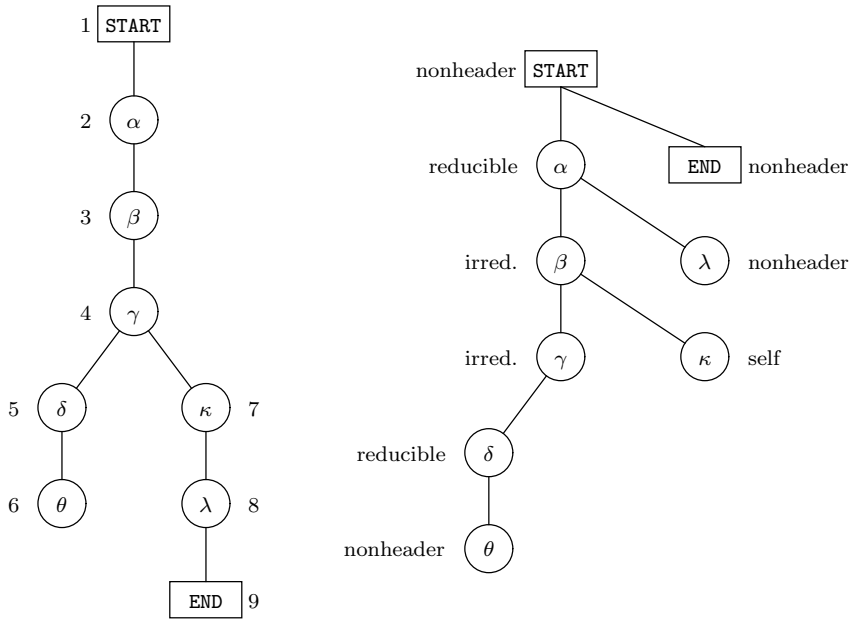 1 START
2 α
3 β
4 γ
5 δ κ 7
6 θ λ 8
END 9
nonheader START
reducible α END nonheader
irred. β λ nonheader
irred. γ κ self
reducible δ
nonheader θ